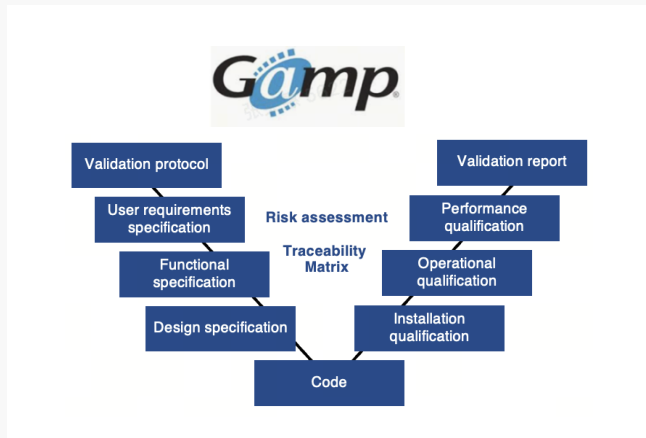 Gamp®
Validation protocol
Validation report
User requirements
specification
Risk assessment
Performance
qualification
Traceability
Matrix
Functional
specification
Operational
qualification
Design specification
Installation
qualification
Code